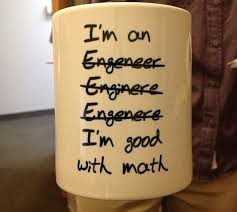 I'm an
Engeneer
Enginere
Engenere
I'm good
with math